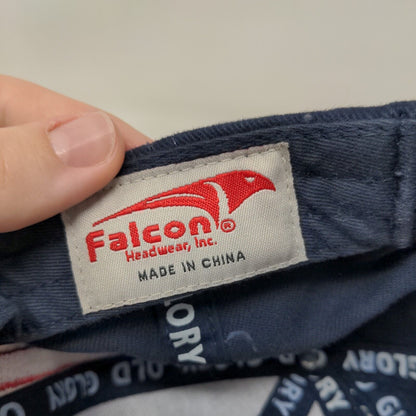 Falcon®
Headwear, Inc.
MADE IN CHINA
GLORY
OLD GLORY
GLORY